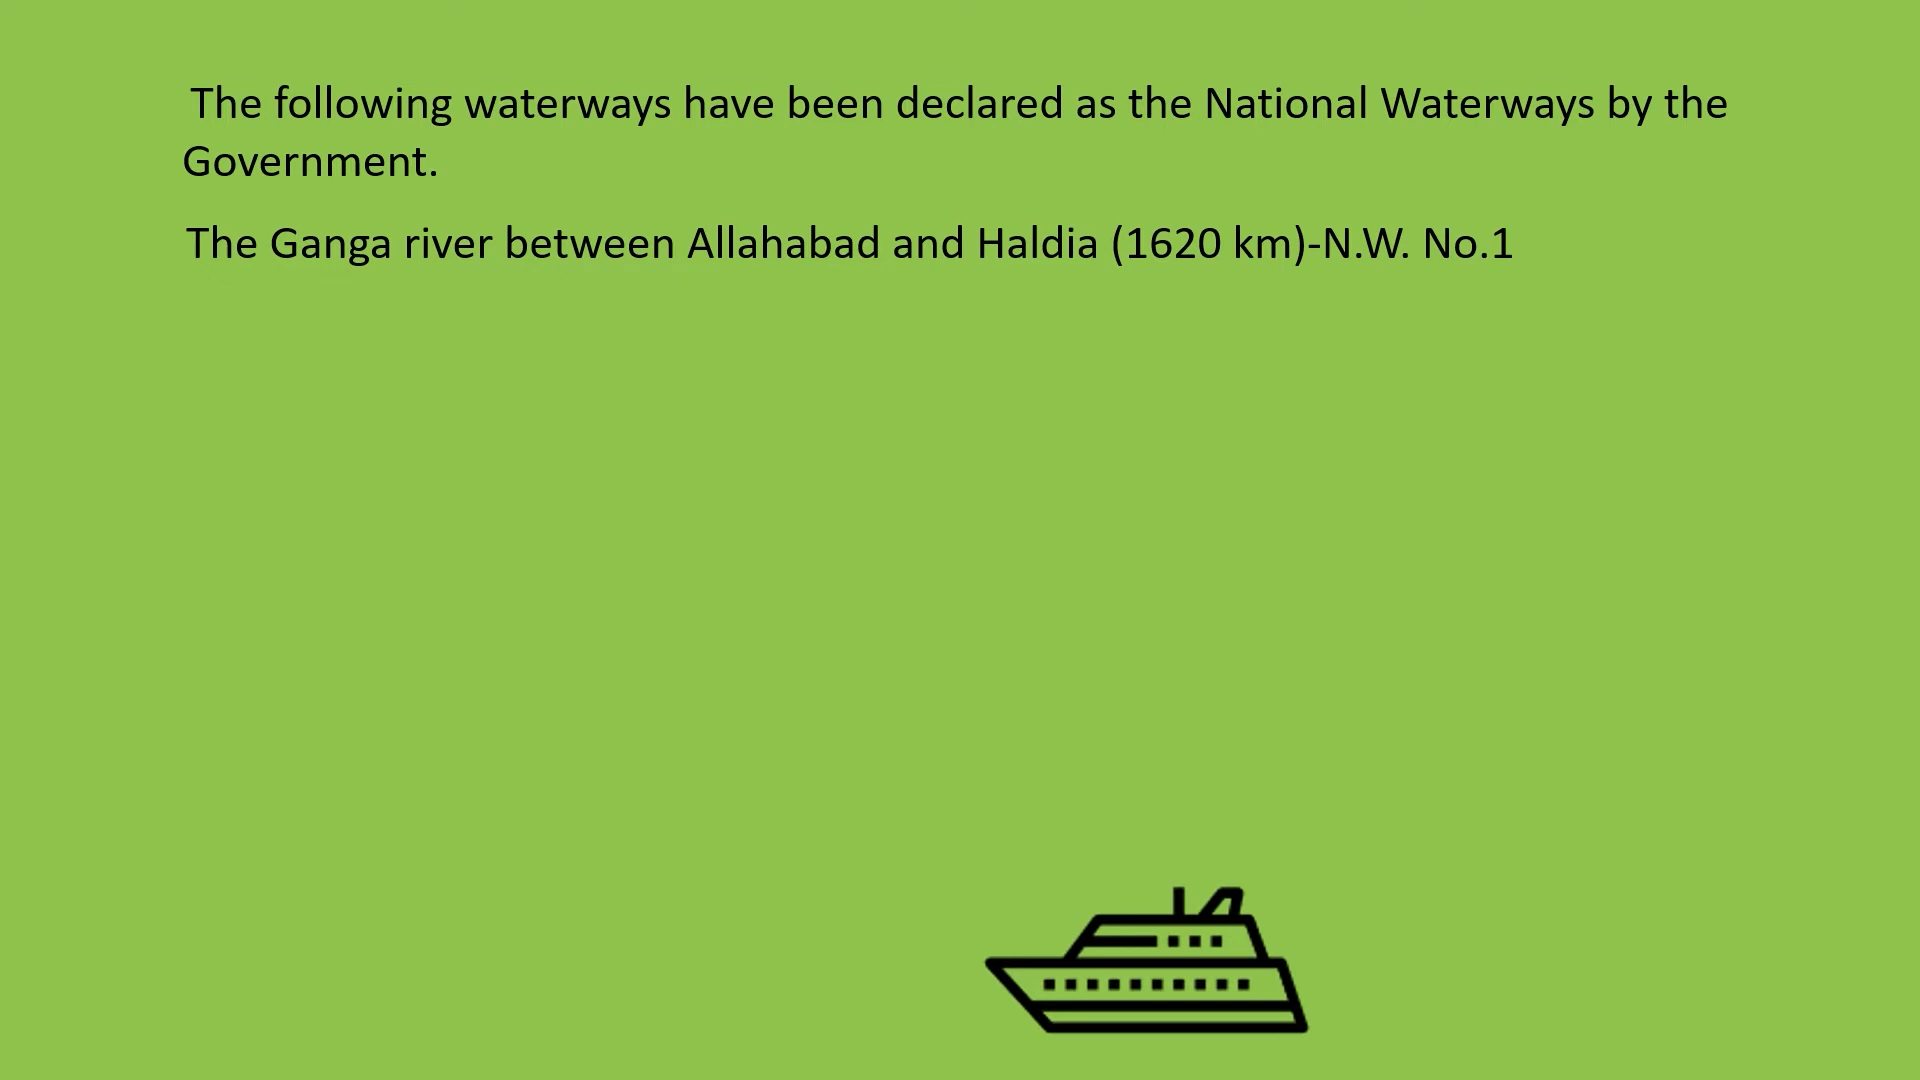 The following waterways have been declared as the National Waterways by the
Government.
The Ganga river between Allahabad and Haldia (1620 km)-N.W. No.1